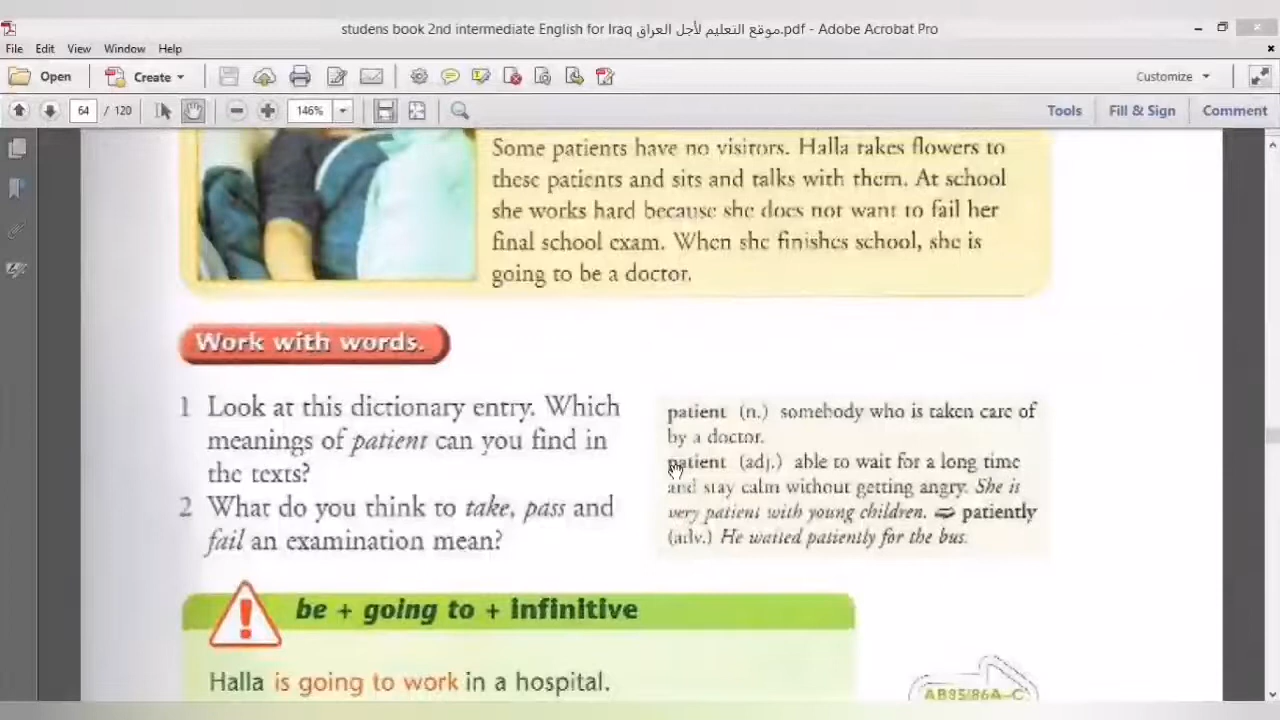 studens book 2nd intermediate English for Iraq موقع التعليم لأجل العراق.pdf - Adobe Acrobat Pro
File Edit View Window Help
Open Create Customize
64 / 120 146% Tools Fill & Sign Comment
Some patients have no visitors. Halla takes flowers to
these patients and sits and talks with them. At school
she works hard because she does not want to fail her
final school exam. When she finishes school, she is
going to be a doctor.
Work with words.
1 Look at this dictionary entry. Which
meanings of patient can you find in
the texts?
2 What do you think to take, pass and
fail an examination mean?
patient (n.) somebody who is taken care of
by a doctor.
patient (adj.) able to wait for a long time
and stay calm without getting angry. She is
very patient with young children. ⇨ patiently
(adv.) He waited patiently for the bus.
be + going to + infinitive
Halla is going to work in a hospital.
AB85/86A-C